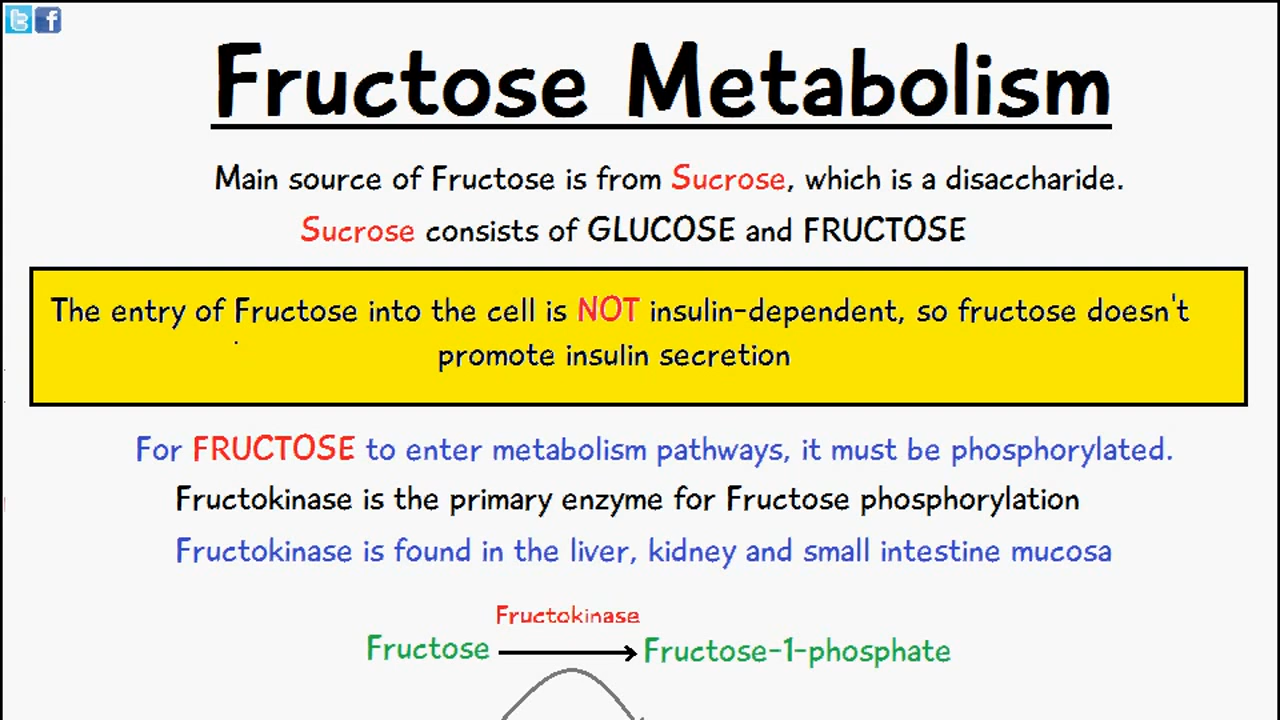 t f
Fructose Metabolism
Main source of Fructose is from Sucrose, which is a disaccharide.
Sucrose consists of GLUCOSE and FRUCTOSE
The entry of Fructose into the cell is NOT insulin-dependent, so fructose doesn't
promote insulin secretion
For FRUCTOSE to enter metabolism pathways, it must be phosphorylated.
Fructokinase is the primary enzyme for Fructose phosphorylation
Fructokinase is found in the liver, kidney and small intestine mucosa
Fructokinase
Fructose Fructose-1-phosphate